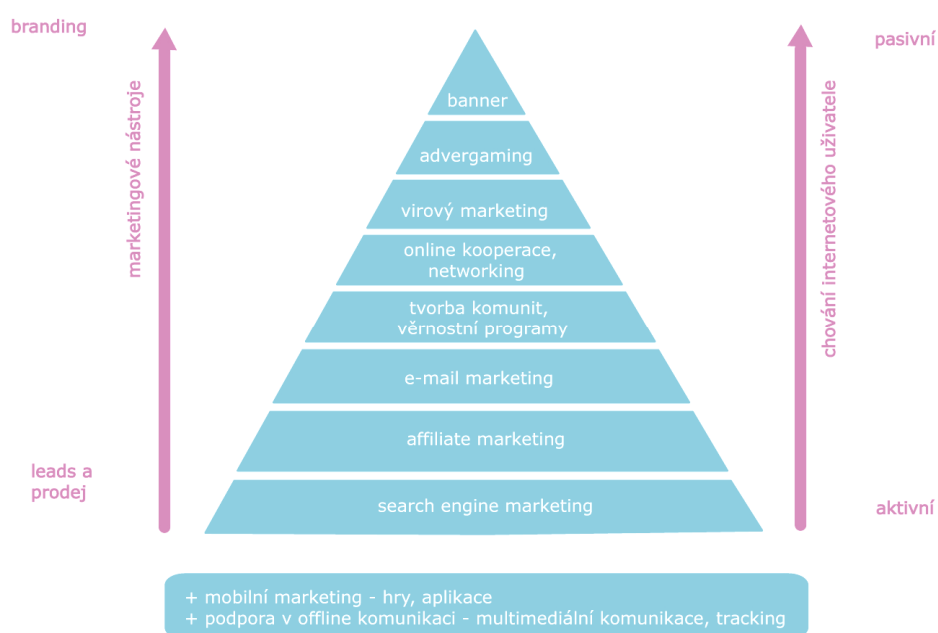 branding
pasivní
marketingové nástroje
chování internetového uživatele
banner
advergaming
virový marketing
online kooperace,
networking
tvorba komunit,
věrnostní programy
e-mail marketing
affiliate marketing
leads a
prodej
search engine marketing
aktivní
+ mobilní marketing - hry, aplikace
+ podpora v offline komunikaci - multimediální komunikace, tracking